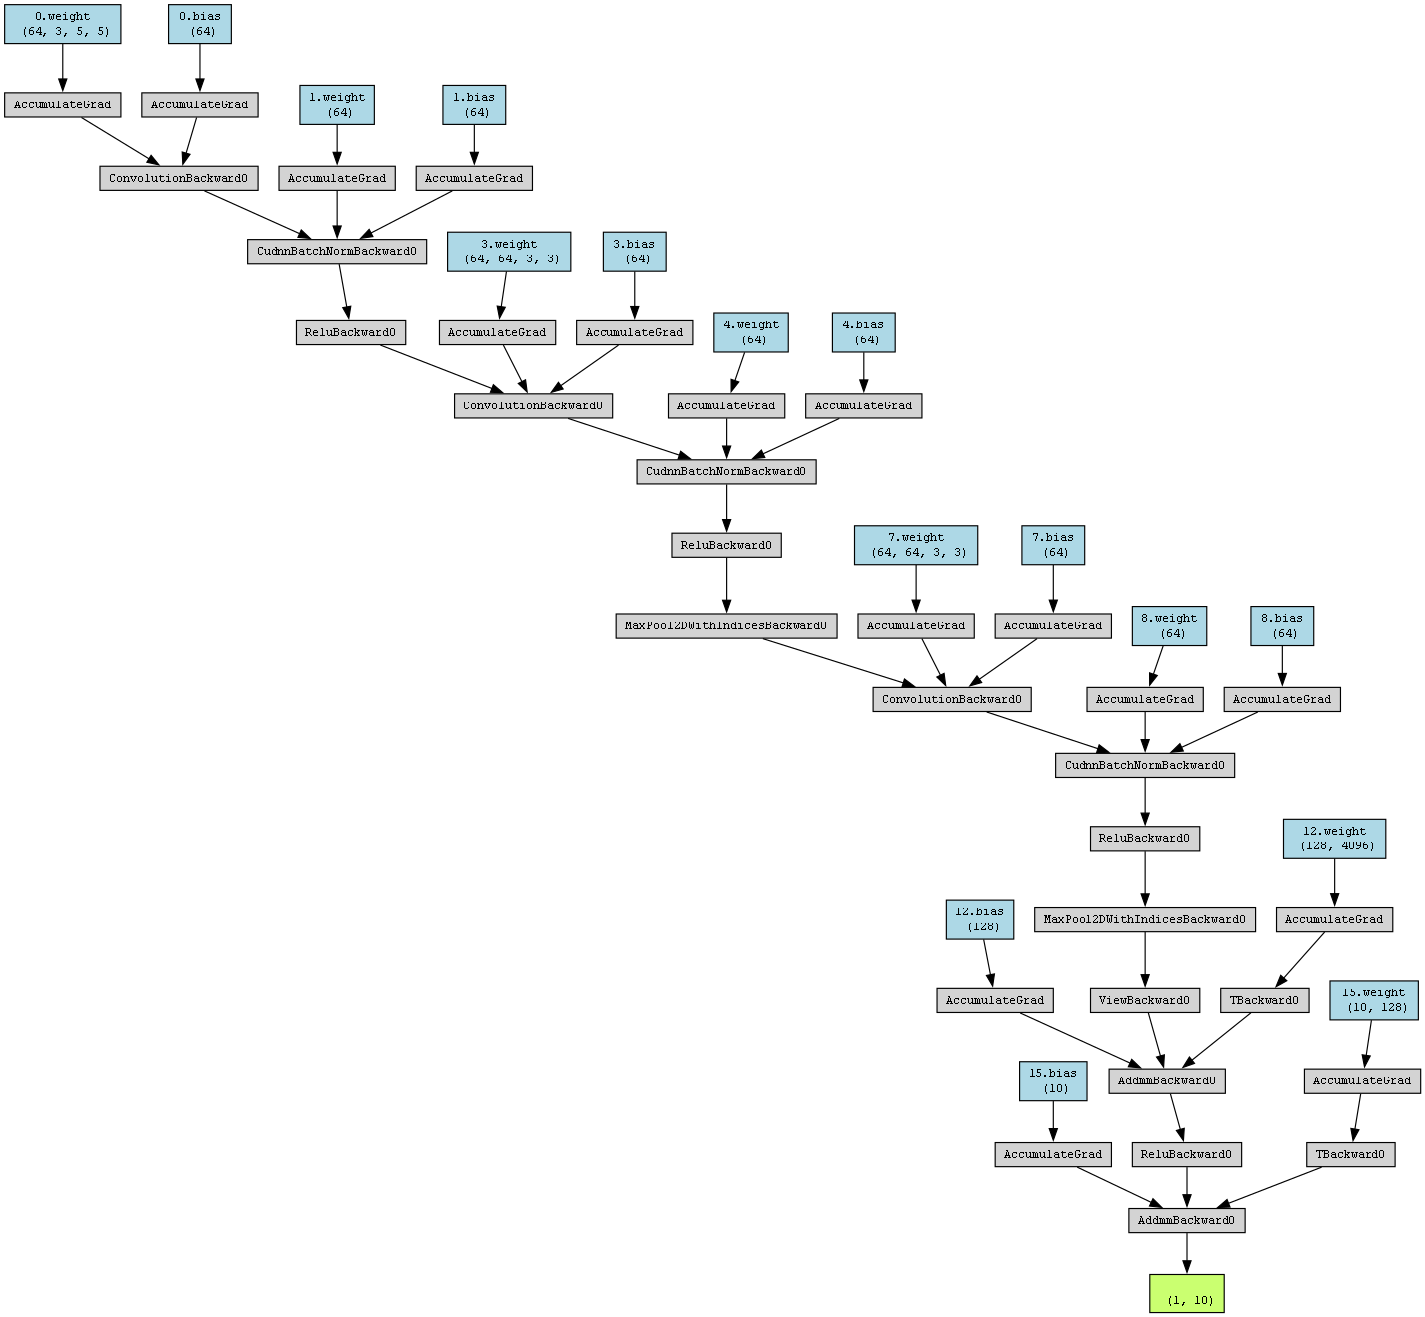 0.weight
(64, 3, 5, 5)
0.bias
(64)
AccumulateGrad
AccumulateGrad
1.weight
(64)
1.bias
(64)
ConvolutionBackward0
AccumulateGrad
AccumulateGrad
CudnnBatchNormBackward0
3.weight
(64, 64, 3, 3)
3.bias
(64)
ReluBackward0
AccumulateGrad
AccumulateGrad
4.weight
(64)
4.bias
(64)
ConvolutionBackward0
AccumulateGrad
AccumulateGrad
CudnnBatchNormBackward0
ReluBackward0
7.weight
(64, 64, 3, 3)
7.bias
(64)
MaxPool2DWithIndicesBackward0
AccumulateGrad
AccumulateGrad
8.weight
(64)
8.bias
(64)
ConvolutionBackward0
AccumulateGrad
AccumulateGrad
CudnnBatchNormBackward0
ReluBackward0
12.weight
(128, 4096)
12.bias
(128)
MaxPool2DWithIndicesBackward0
AccumulateGrad
AccumulateGrad
ViewBackward0
TBackward0
15.weight
(10, 128)
15.bias
(10)
AddmmBackward0
AccumulateGrad
AccumulateGrad
ReluBackward0
TBackward0
AddmmBackward0
(1, 10)